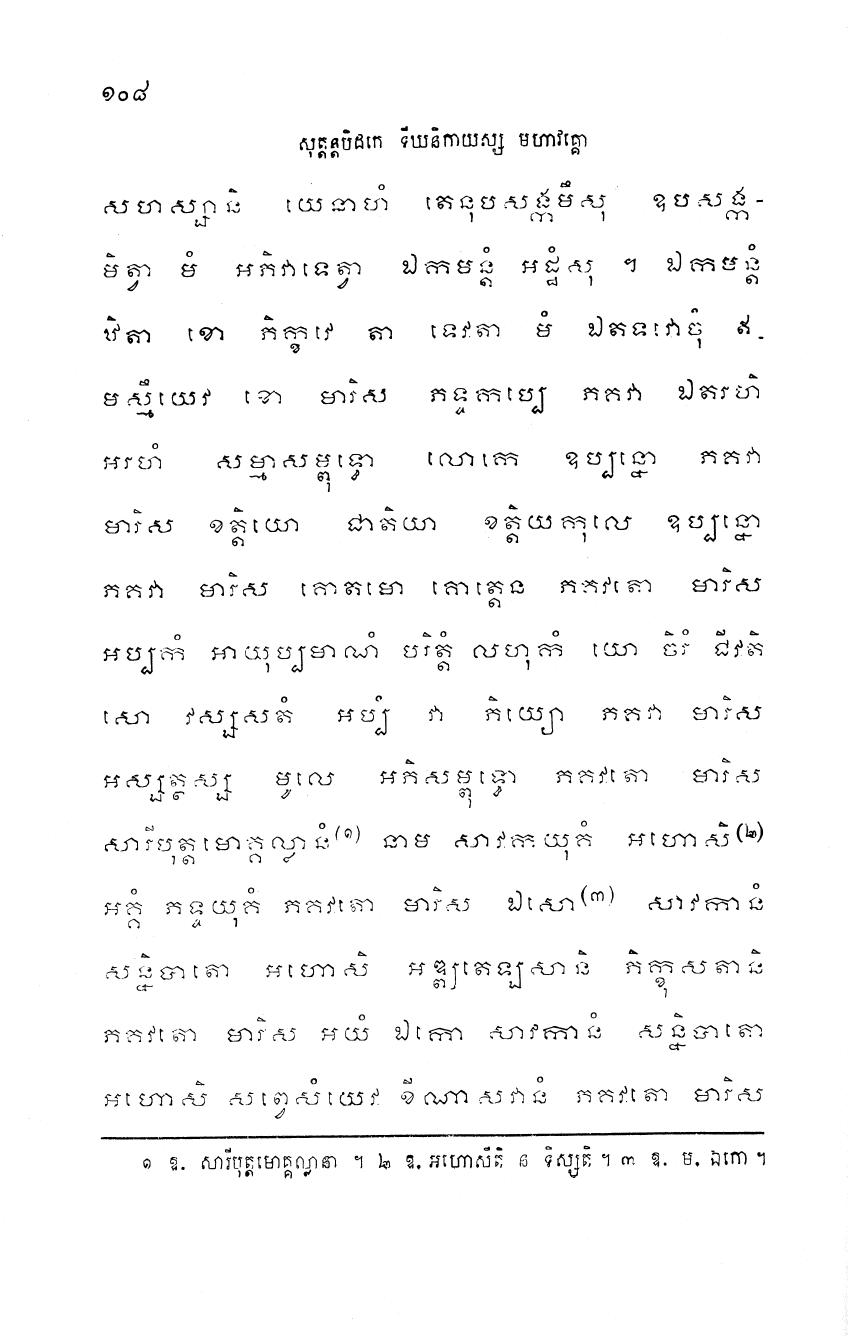 ១០៨
សុត្តន្តបិដកេ ទីឃនិកាយស្ស មហាវគ្គោ
សហស្សានិ យេនាហំ តេនុបសង្កមឹសុ ឧបសង្ក-
មិត្វា មំ អភិវាទេត្វា ឯកមន្តំ អដ្ឋំសុ ។ ឯកមន្តំ
ឋិតា ខោ ភិក្ខវេ តា ទេវតា មំ ឯតទវោចុំ ឥ-
មស្មឹយេវ ខោ មារិស ភទ្ទកប្បេ ភគវា ឯតរហិ
អរហំ សម្មាសម្ពុទ្ធោ លោកេ ឧប្បន្នោ ភគវា
មារិស ខត្តិយោ ជាតិយា ខត្តិយកុលេ ឧប្បន្នោ
ភគវា មារិស គោតមោ គោត្តេន ភគវតោ មារិស
អប្បកំ អាយុប្បមាណំ បរិត្តំ លហុកំ យោ ចិរំ ជីវតិ
សោ វស្សសតំ អប្បំ វា ភិយ្យោ ភគវា មារិស
អស្សត្ថស្ស មូលេ អភិសម្ពុទ្ធោ ភគវតោ មារិស
សារីបុត្តមោគ្គល្លានំ(១) នាម សាវកយុគំ អហោសិ(២)
អគ្គំ ភទ្ទយុគំ ភគវតោ មារិស ឯសោ(៣) សាវកានំ
សន្និបាតោ អហោសិ អឌ្ឍតេឡសានិ ភិក្ខុសតានិ
ភគវតោ មារិស អយំ ឯកោ សាវកានំ សន្និបាតោ
អហោសិ សព្វេសំយេវ ខីណាសវានំ ភគវតោ មារិស
១ ឱ. សារីបុត្តមោគ្គល្លានា ។ ២ ឱ. អហោសីតិ ន ទិស្សតិ ។ ៣ ឱ. ម. ឯកោ ។